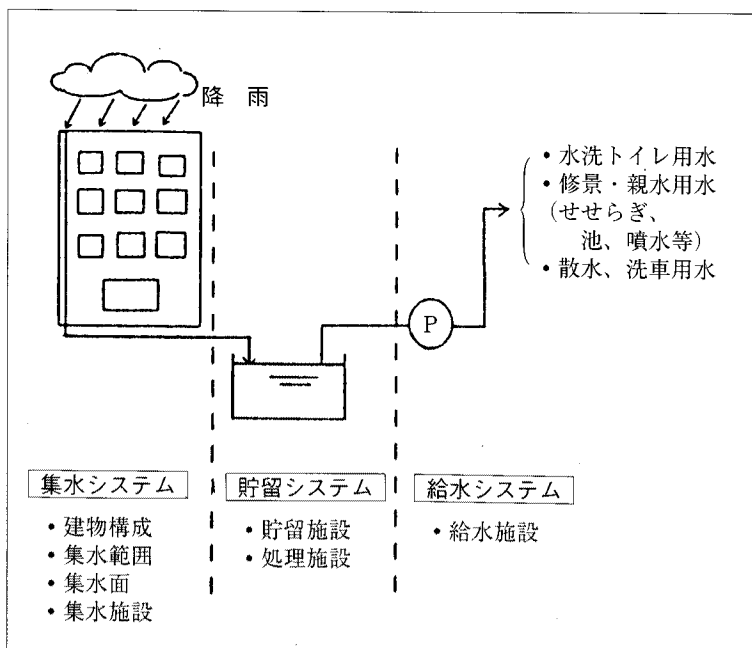 降 雨
• 水洗トイレ用水
• 修景・親水用水
(せせらぎ、
池、噴水等)
• 散水、洗車用水
P
集水システム
• 建物構成
• 集水範囲
• 集水面
• 集水施設
貯留システム
• 貯留施設
• 処理施設
給水システム
• 給水施設